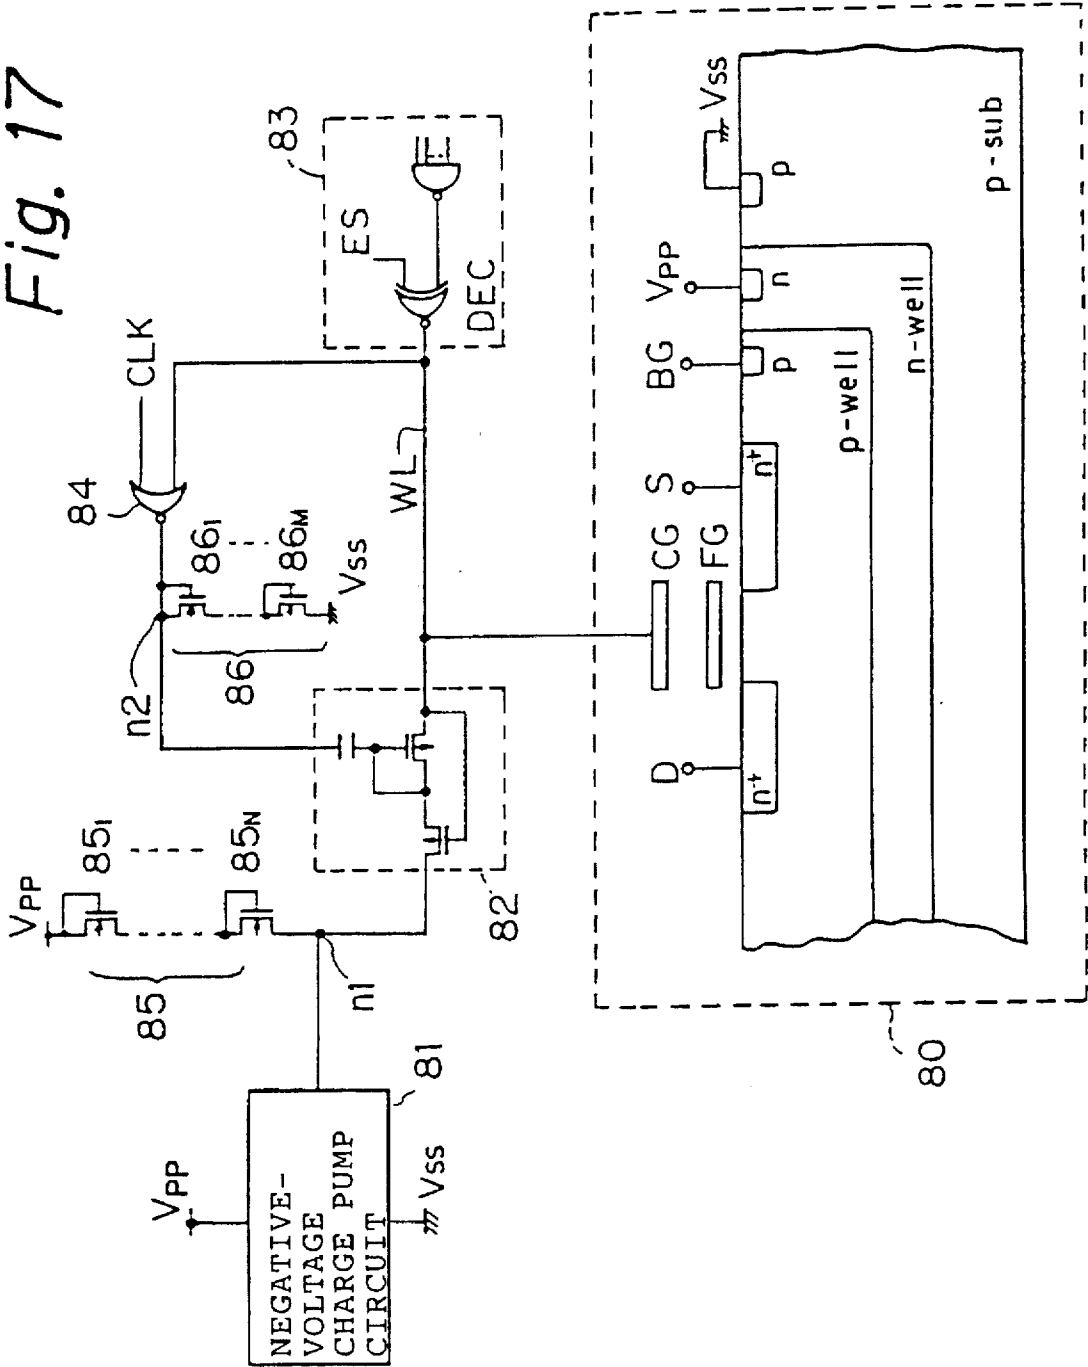 Fig. 17
VPP
NEGATIVE-
VOLTAGE
CHARGE PUMP
CIRCUIT
VSS
81
VPP
85
851
85N
n1
82
n2
86
861
86M
VSS
84
CLK
WL
83
ES
DEC
80
D
CG
FG
S
BG
VPP
VSS
n+
n+
p
n
p
p-well
n-well
p-sub